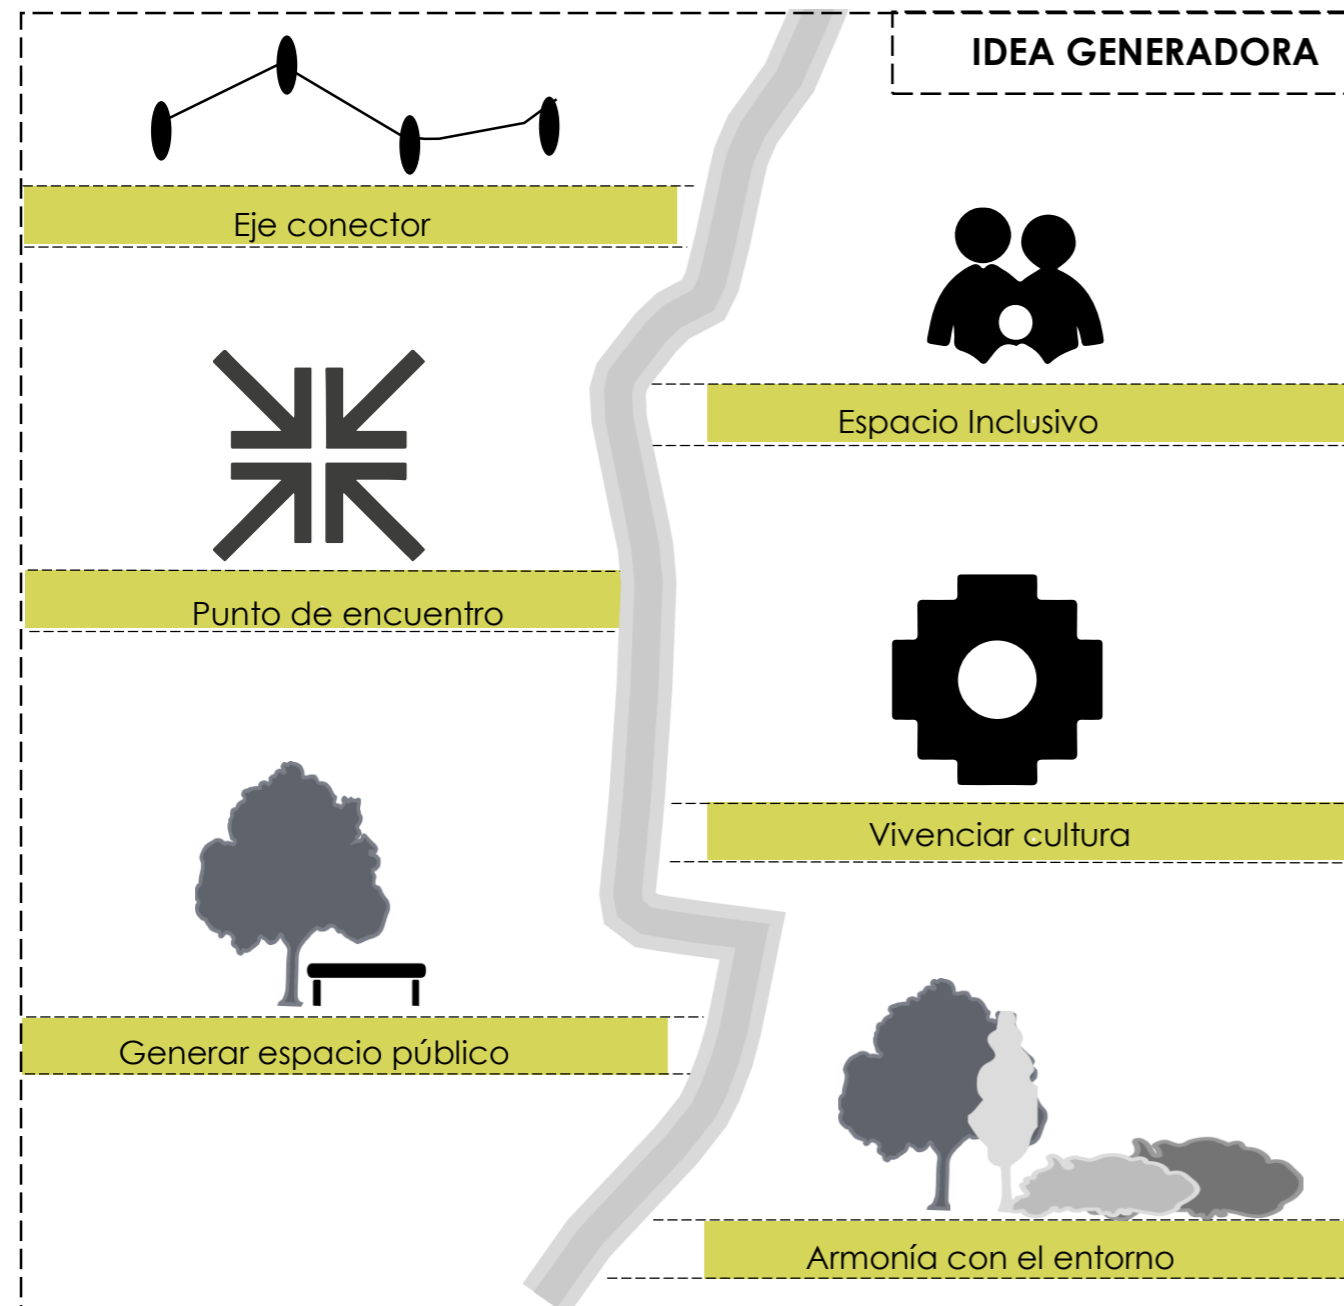 IDEA GENERADORA
Eje conector
Espacio Inclusivo
Punto de encuentro
Vivenciar cultura
Generar espacio público
Armonía con el entorno